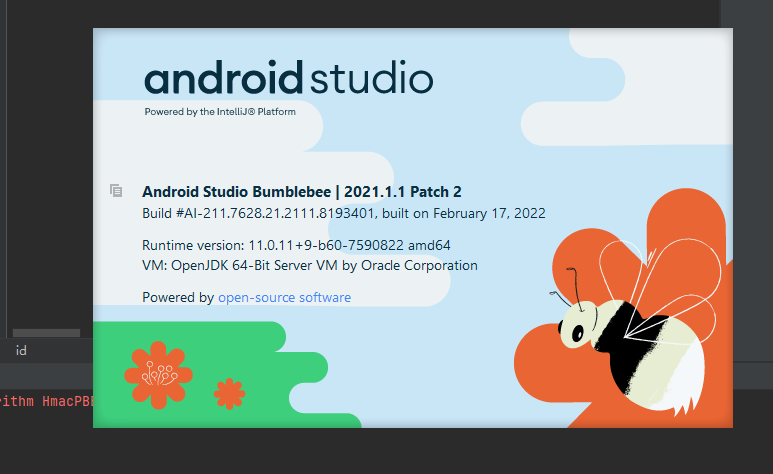 android studio
Powered by the IntelliJ® Platform
Android Studio Bumblebee | 2021.1.1 Patch 2
Build #AI-211.7628.21.2111.8193401, built on February 17, 2022
Runtime version: 11.0.11+9-b60-7590822 amd64
VM: OpenJDK 64-Bit Server VM by Oracle Corporation
Powered by open-source software
id